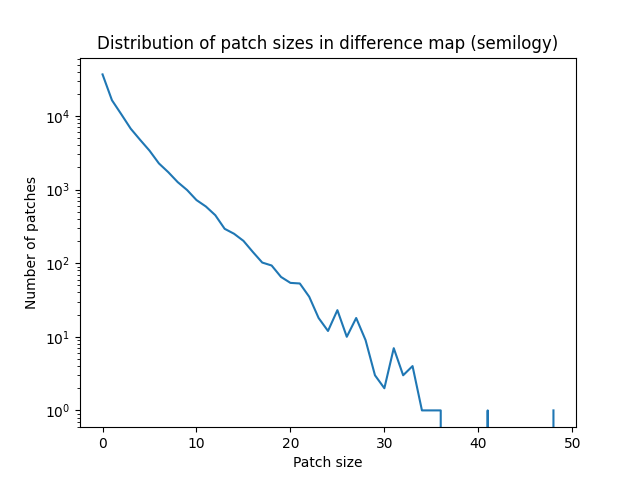 Distribution of patch sizes in difference map (semilogy)
Number of patches
10^4
10^3
10^2
10^1
10^0
0 10 20 30 40 50
Patch size